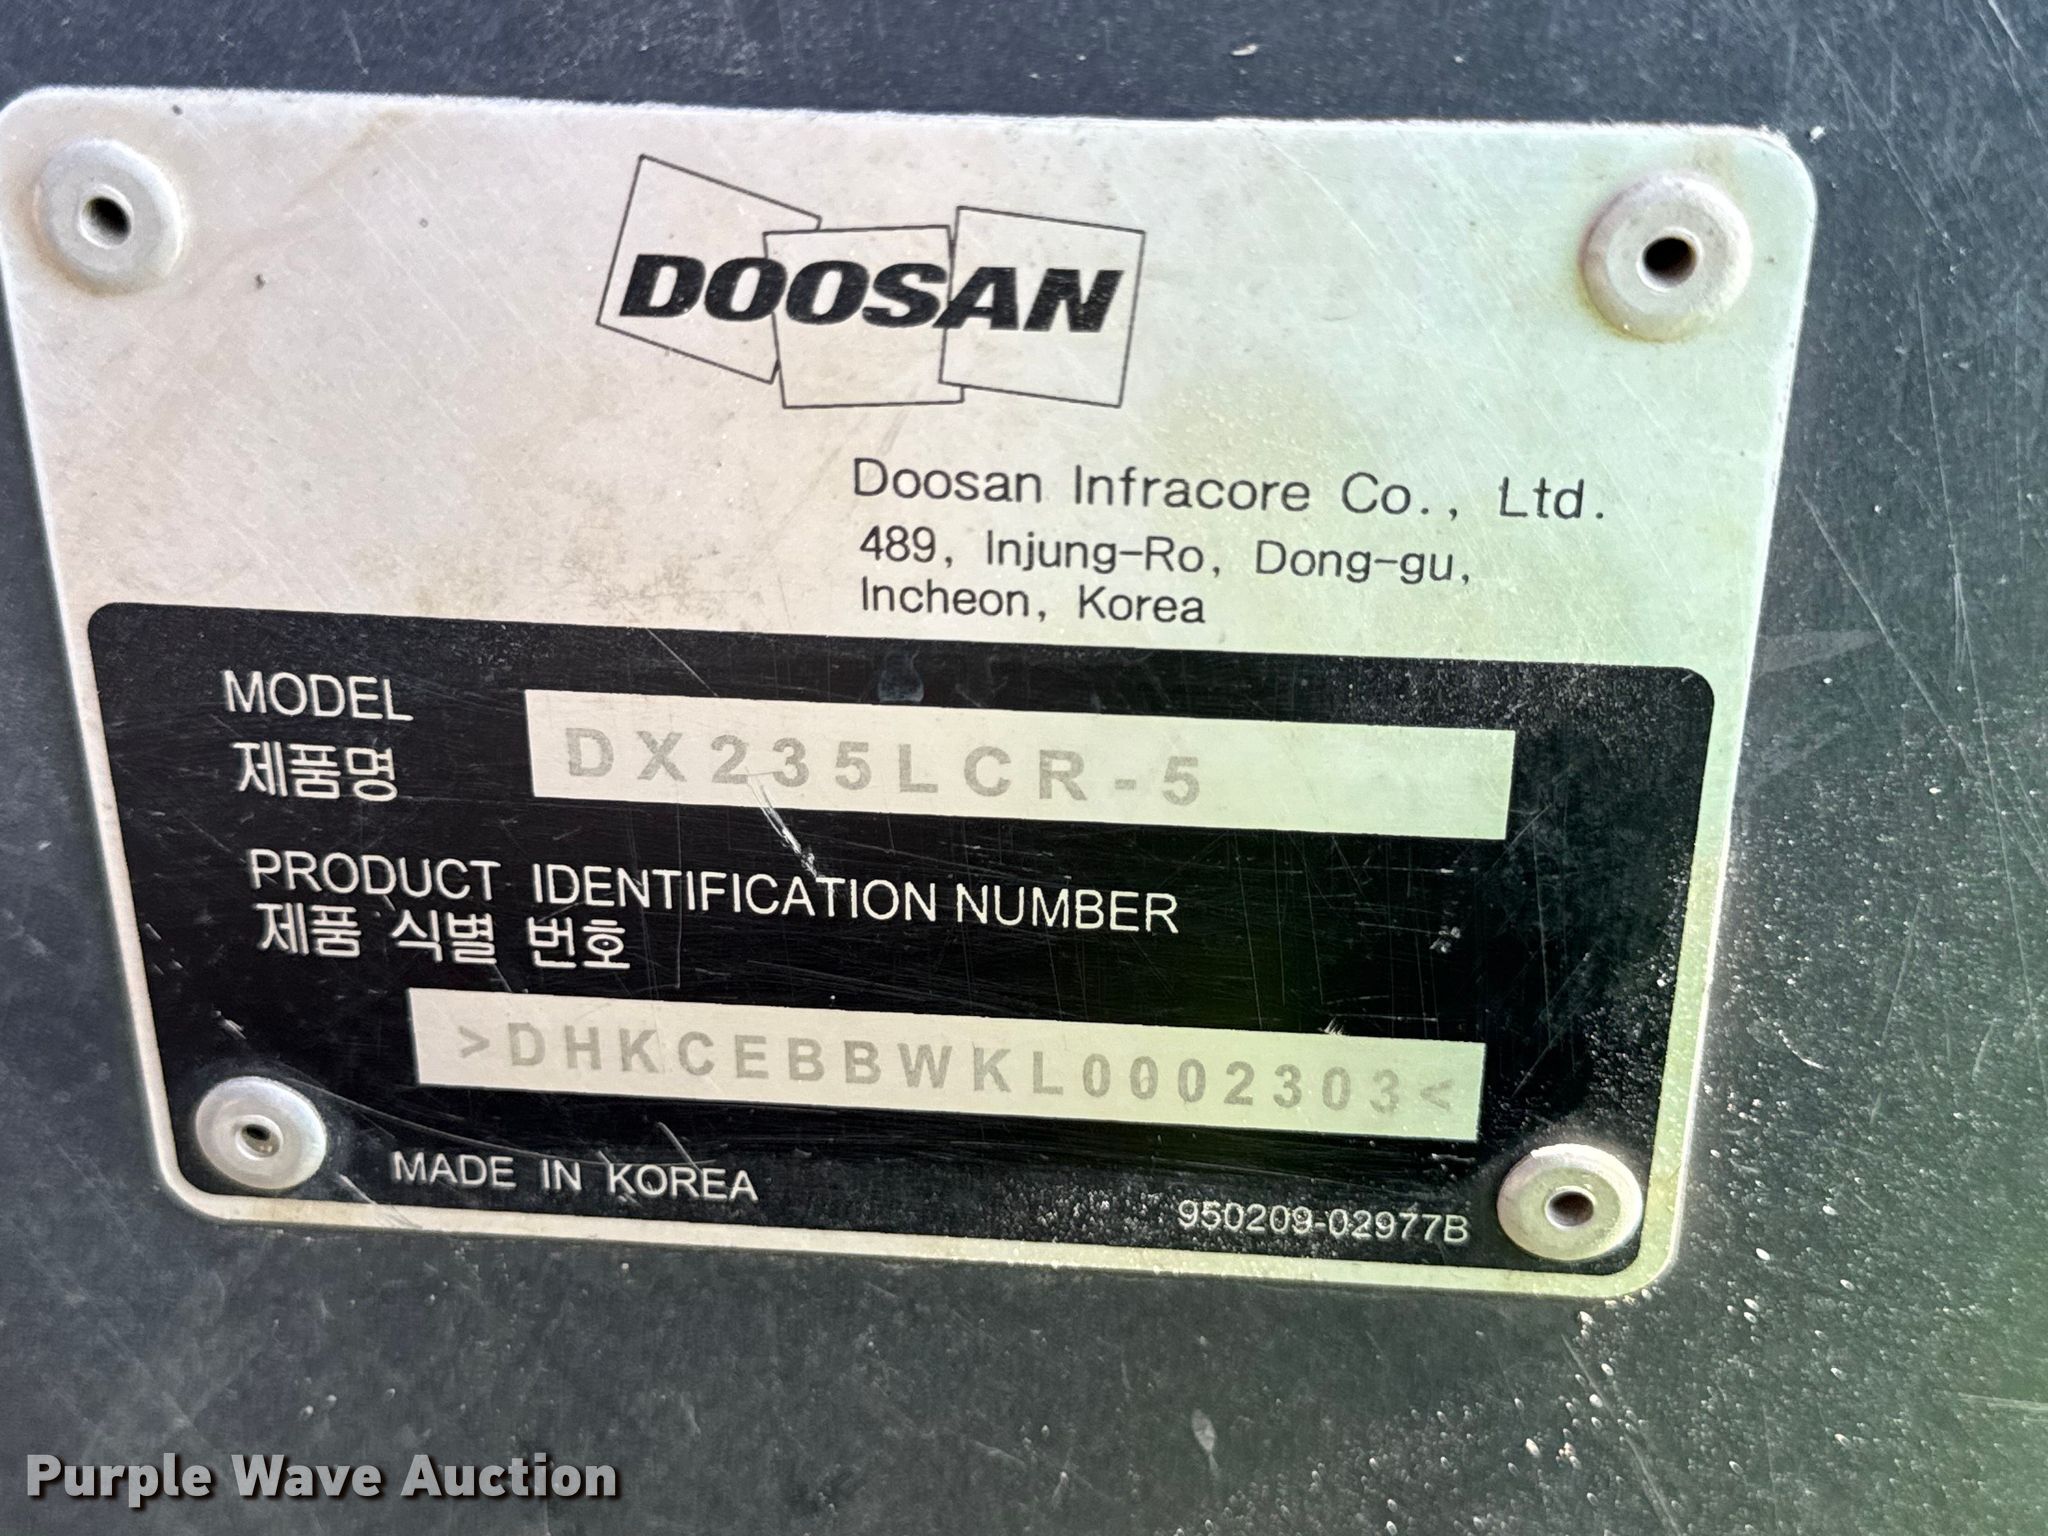 DOOSAN
Doosan Infracore Co., Ltd.
489, Injung-Ro, Dong-gu,
Incheon, Korea
MODEL
제품명
DX235LCR-5
PRODUCT IDENTIFICATION NUMBER
제품 식별 번호
>DHKCEBBWKL0002303<
MADE IN KOREA
950209-02977B
Purple Wave Auction